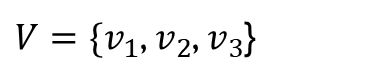 V = {v₁, v₂, v₃}